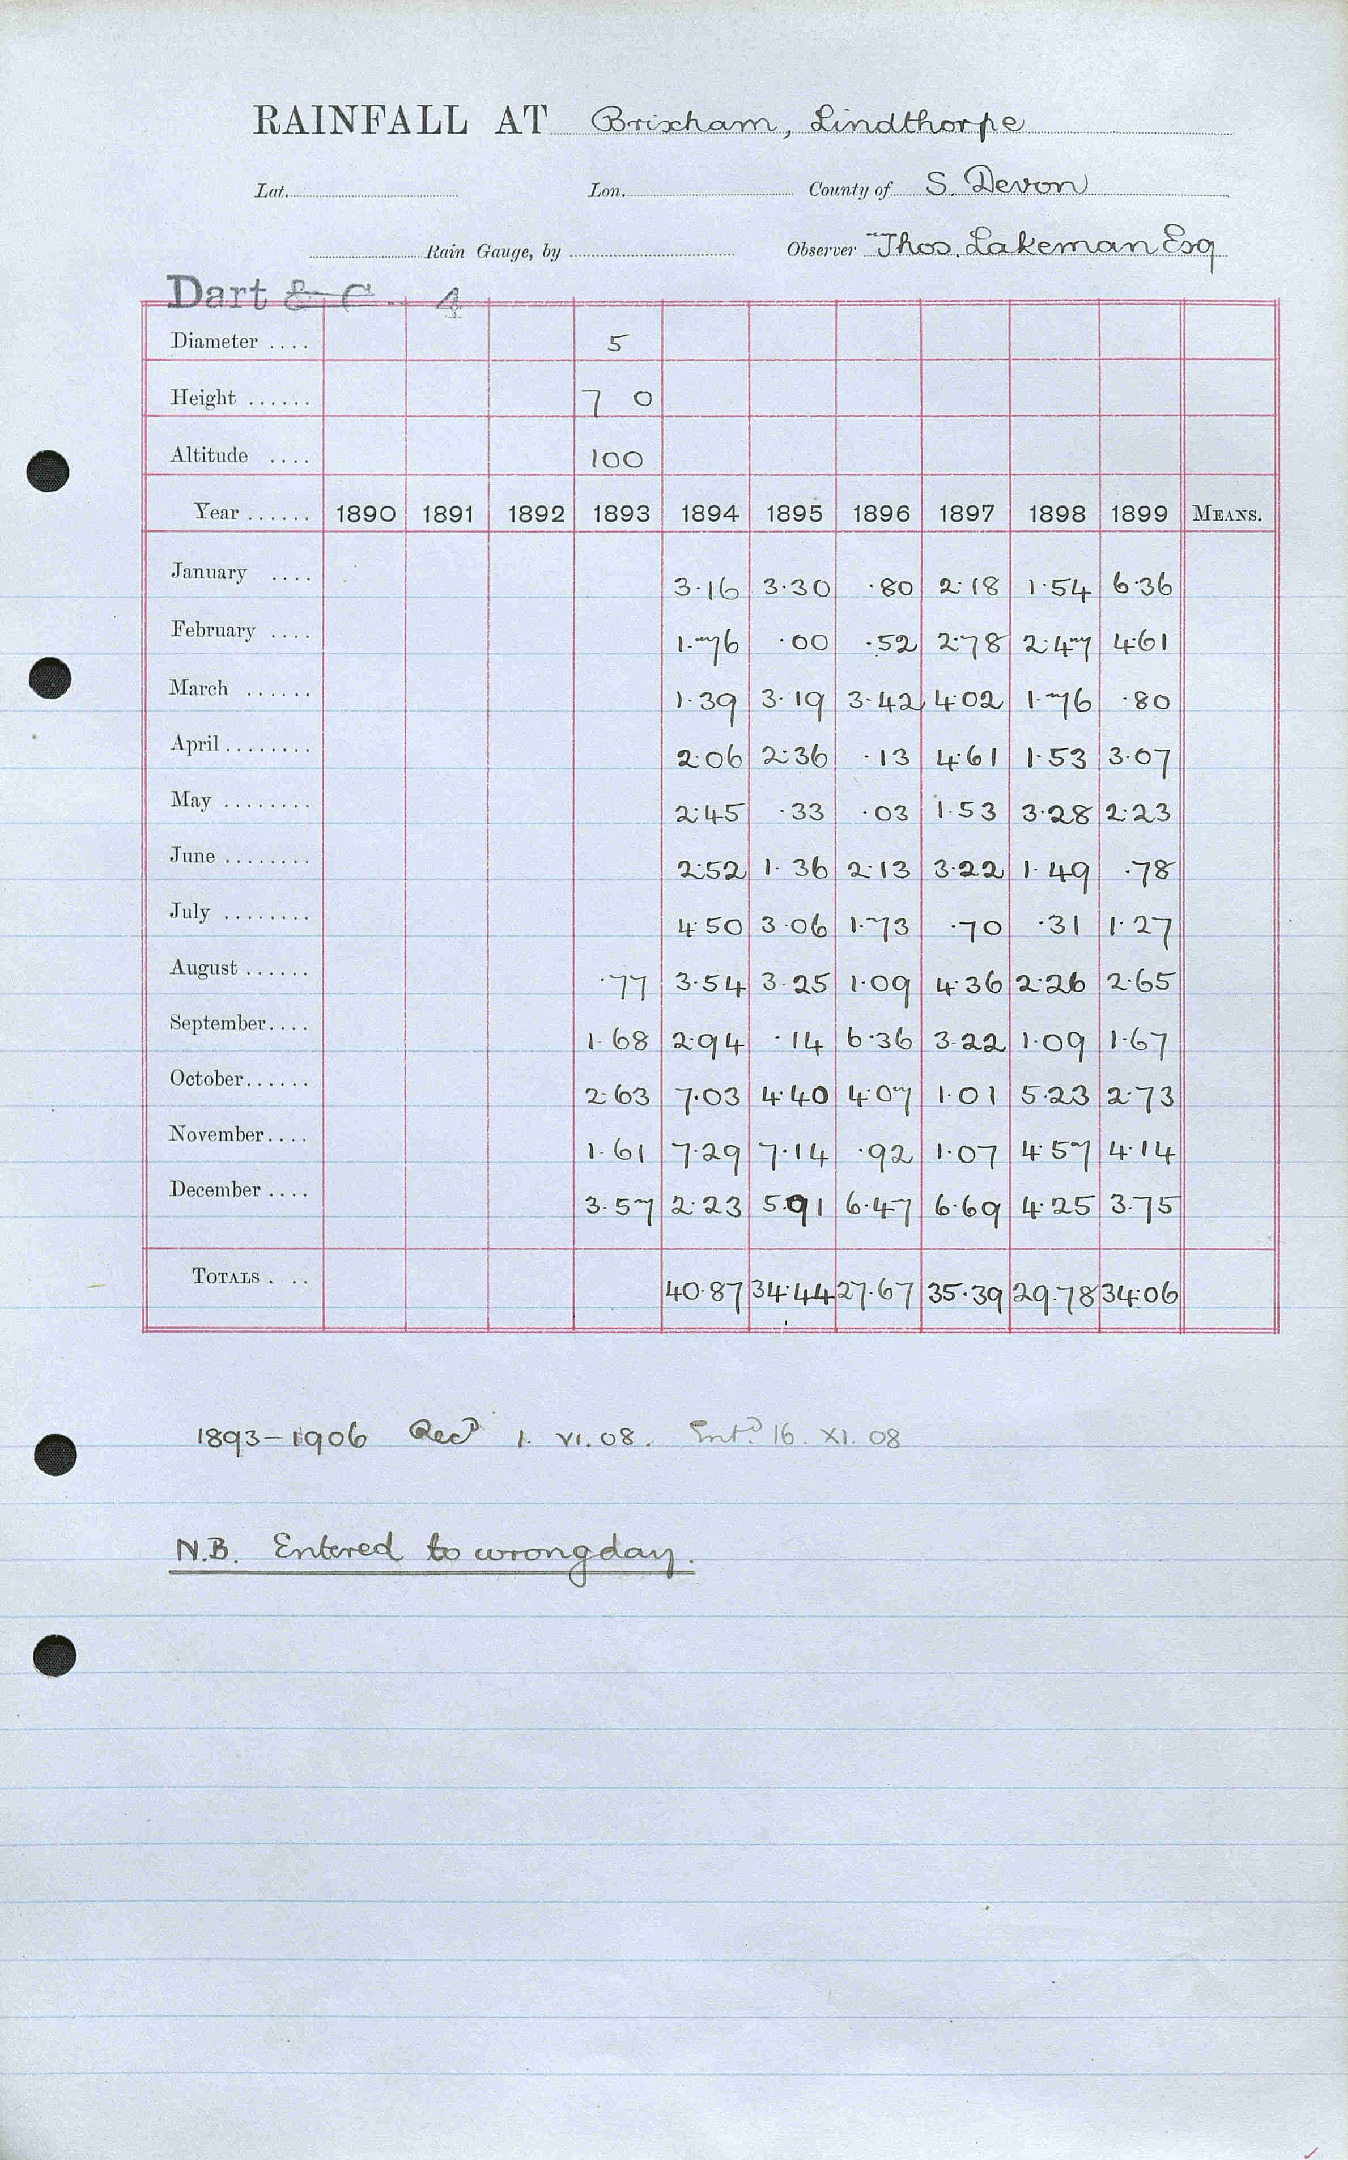 RAINFALL AT Brixham, Lindthorpe
Lat. Lon. County of S. Devon
Rain Gauge, by Observer Thos. Lakeman Esq
Dart & C. 4
Diameter .... 5
Height ...... 7 0
Altitude .... 100
Year ...... 1890 1891 1892 1893 1894 1895 1896 1897 1898 1899 MEANS.
January .... 3.16 3.30 .80 2.18 1.54 6.36
February .... 1.76 .00 .52 2.78 2.47 4.61
March ...... 1.39 3.19 3.42 4.02 1.76 .80
April ........ 2.06 2.36 .13 4.61 1.53 3.07
May ........ 2.45 .33 .03 1.53 3.28 2.23
June ........ 2.52 1.36 2.13 3.22 1.49 .78
July ........ 4.50 3.06 1.73 .70 .31 1.27
August ...... .77 3.54 3.25 1.09 4.36 2.26 2.65
September .... 1.68 2.94 .14 6.36 3.22 1.09 1.67
October ...... 2.63 7.03 4.40 4.07 1.01 5.23 2.73
November .... 1.61 7.29 7.14 .92 1.07 4.57 4.14
December .... 3.57 2.23 5.91 6.47 6.69 4.25 3.75
TOTALS . .. 40.87 34.44 27.67 35.39 29.78 34.06
1893-1906 Recd 1. VI. 08. Entd 16. XI. 08
N.B. Entered to wrong day.